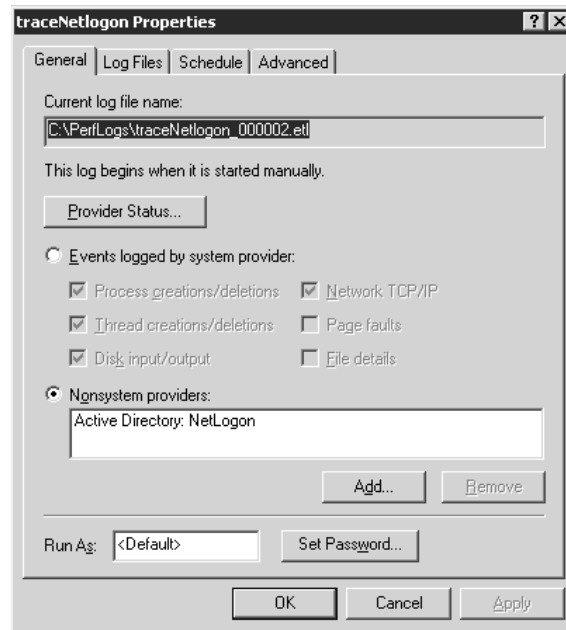 traceNetlogon Properties ? X
General Log Files Schedule Advanced
Current log file name:
C:\PerfLogs\traceNetlogon_000002.etl
This log begins when it is started manually.
Provider Status...
Events logged by system provider:
Process creations/deletions Network TCP/IP
Thread creations/deletions Page faults
Disk input/output File details
Nonsystem providers:
Active Directory: NetLogon
Add... Remove
Run As: <Default> Set Password...
OK Cancel Apply